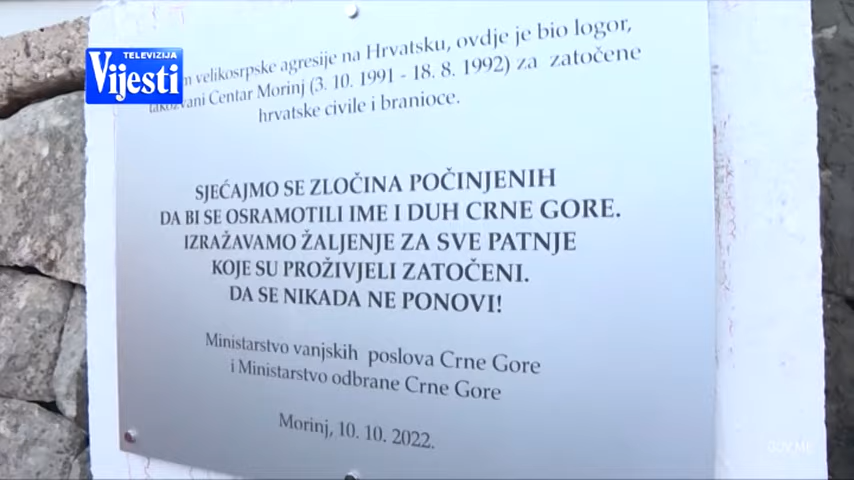 TELEVIZIJA
Vijesti
velikosrpske agresije na Hrvatsku, ovdje je bio logor,
takozvani Centar Morinj (3. 10. 1991 - 18. 8. 1992) za zatočene
hrvatske civile i branioce.
SJEĆAJMO SE ZLOČINA POČINJENIH
DA BI SE OSRAMOTILI IME I DUH CRNE GORE.
IZRAŽAVAMO ŽALJENJE ZA SVE PATNJE
KOJE SU PROŽIVJELI ZATOČENI.
DA SE NIKADA NE PONOVI!
Ministarstvo vanjskih poslova Crne Gore
i Ministarstvo odbrane Crne Gore
Morinj, 10. 10. 2022.
GOV.ME